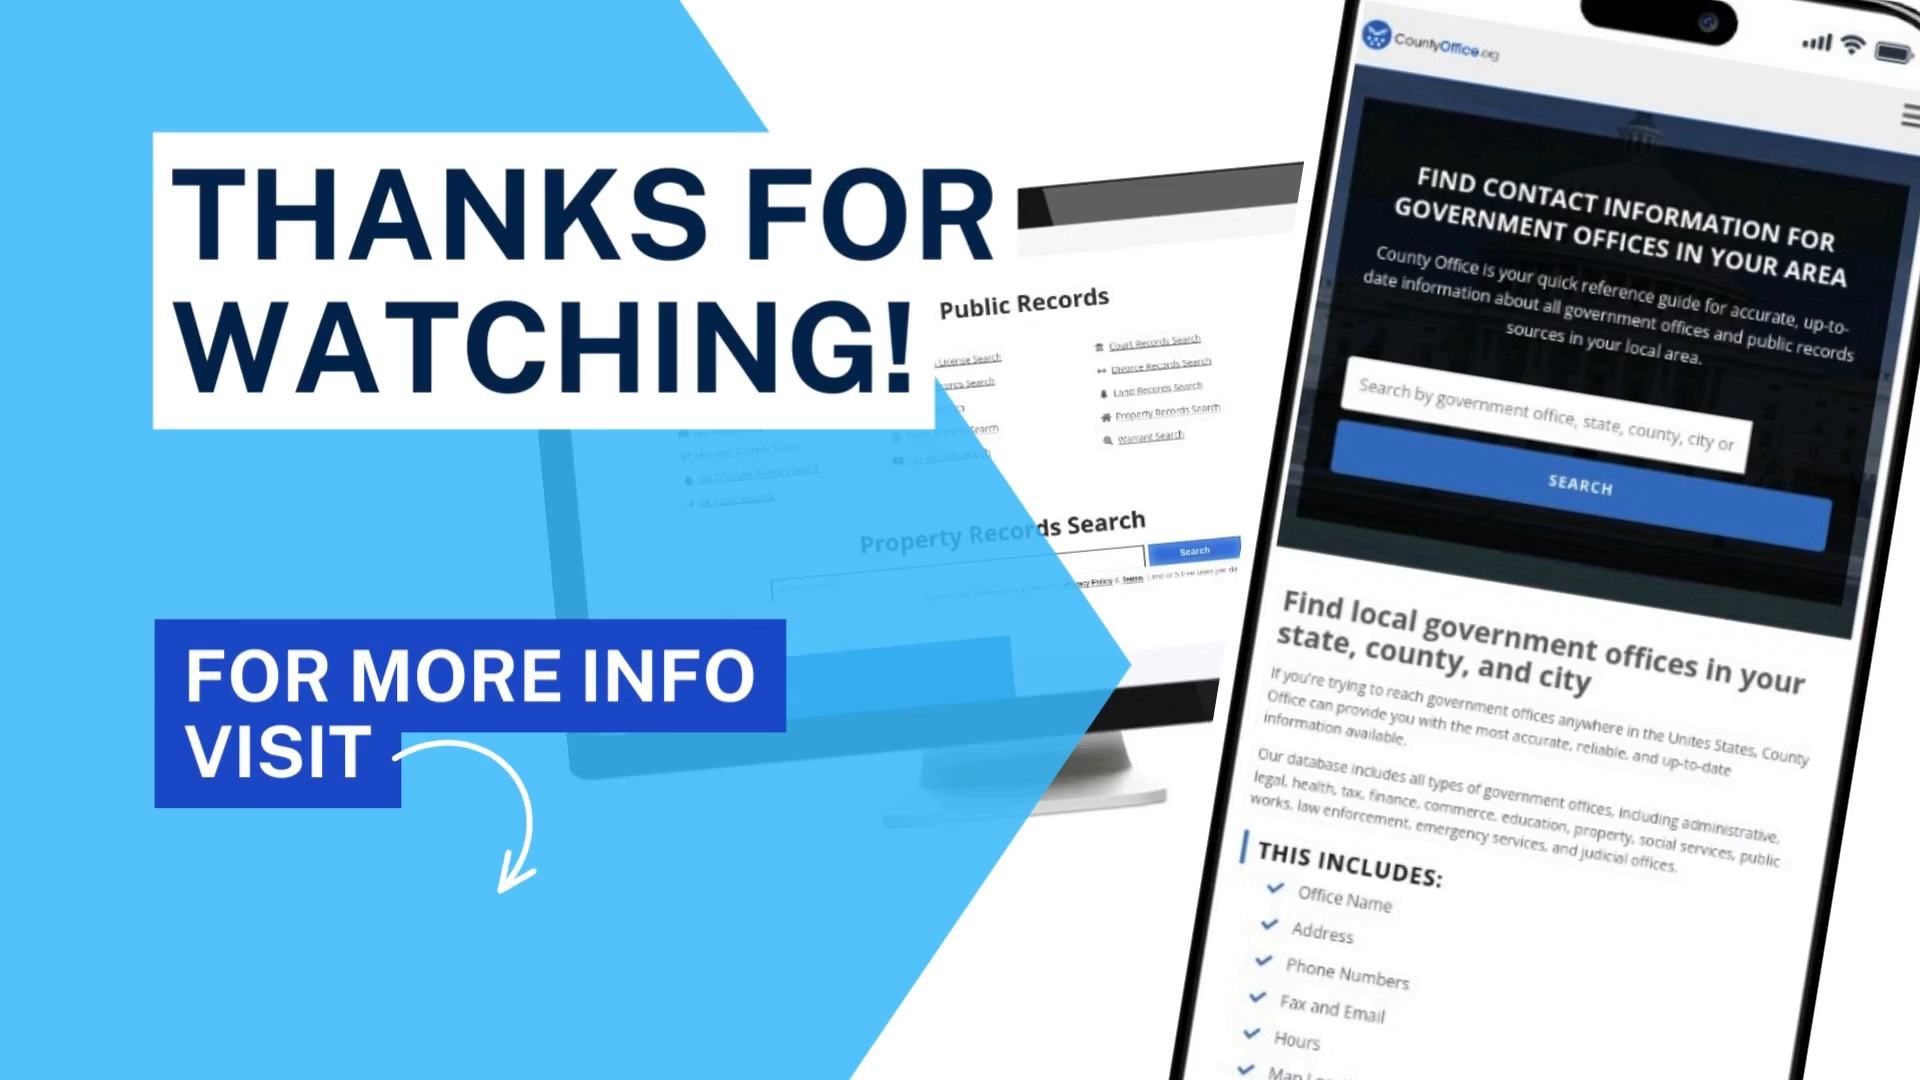 THANKS FOR
WATCHING!
FOR MORE INFO
VISIT
Public Records
License Search
Search
Search
Court Records Search
Divorce Records Search
Land Records Search
Property Records Search
Warrant Search
Property Records Search
Search
CountyOffice.org
FIND CONTACT INFORMATION FOR
GOVERNMENT OFFICES IN YOUR AREA
County Office is your quick reference guide for accurate, up-to-
date information about all government offices and public records
sources in your local area.
Search by government office, state, county, city or
SEARCH
Find local government offices in your
state, county, and city
If you're trying to reach government offices anywhere in the Unites States, County
Office can provide you with the most accurate, reliable, and up-to-date
information available.
Our database includes all types of government offices, including administrative,
legal, health, tax, finance, commerce, education, property, social services, public
works, law enforcement, emergency services, and judicial offices.
THIS INCLUDES:
Office Name
Address
Phone Numbers
Fax and Email
Hours